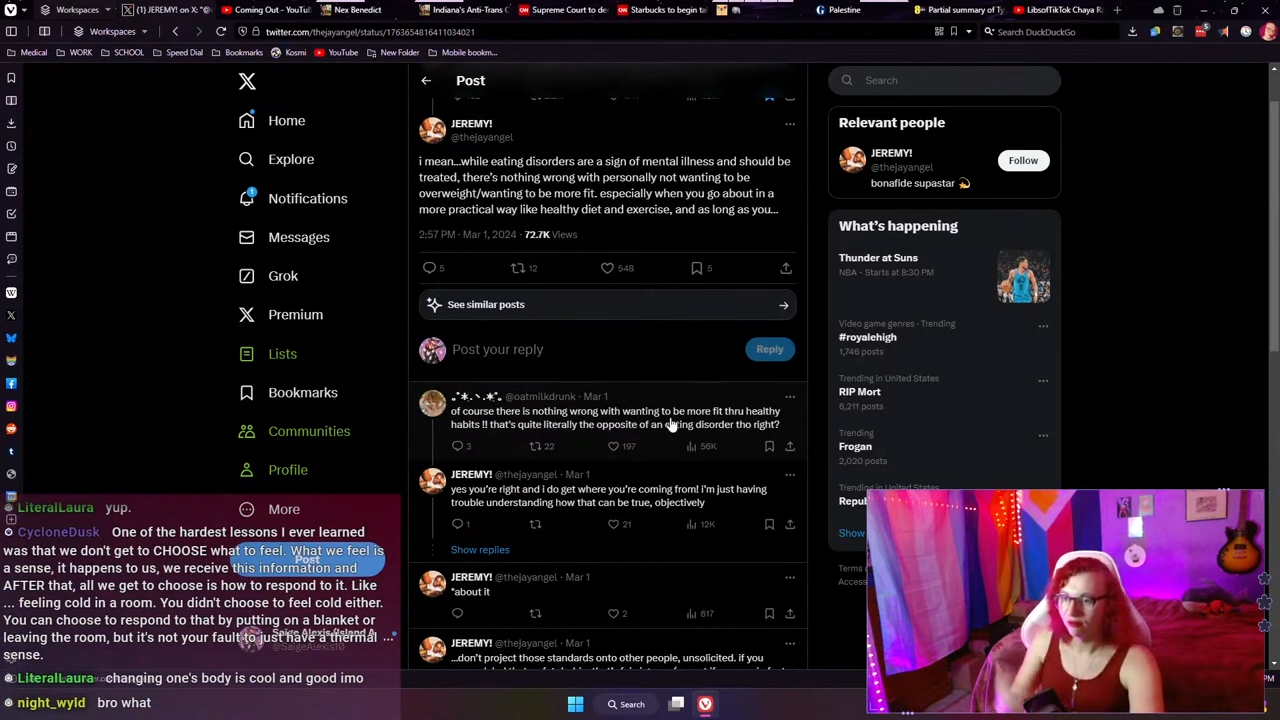 Workspaces
(1) JEREMY! on X: "@
Coming Out - YouTu
Nex Benedict
Indiana's Anti-Trans
Supreme Court to de
Starbucks to begin ta
Palestine
Partial summary of Ty
LibsofTikTok Chaya R
Workspaces
twitter.com/thejayangel/status/1763654816411034021
Search DuckDuckGo
Medical
WORK
SCHOOL
Speed Dial
Bookmarks
Kosmi
YouTube
New Folder
Mobile bookm...
Home
Explore
Notifications
Messages
Grok
Premium
Lists
Bookmarks
Communities
Profile
More
Post
Post
JEREMY!
@thejayangel
i mean...while eating disorders are a sign of mental illness and should be
treated, there's nothing wrong with personally not wanting to be
overweight/wanting to be more fit. especially when you go about in a
more practical way like healthy diet and exercise, and as long as you...
2:57 PM · Mar 1, 2024 · 72.7K Views
5
12
548
5
See similar posts
Post your reply
Reply
@oatmilkdrunk · Mar 1
of course there is nothing wrong with wanting to be more fit thru healthy
habits !! that's quite literally the opposite of an eating disorder tho right?
3
22
197
56K
JEREMY! @thejayangel · Mar 1
yes you're right and i do get where you're coming from! i'm just having
trouble understanding how that can be true, objectively
1
21
12K
Show replies
JEREMY! @thejayangel · Mar 1
*about it
2
617
JEREMY! @thejayangel · Mar 1
...don't project those standards onto other people, unsolicited. if you
Search
Relevant people
JEREMY!
@thejayangel
Follow
bonafide supastar
What's happening
Thunder at Suns
NBA · Starts at 8:30 PM
Video game genres · Trending
#royalehigh
1,746 posts
Trending in United States
RIP Mort
6,211 posts
Trending
Frogan
2,020 posts
Trending in United States
Repub
Show
Terms
Access
LiteralLaura yup.
CycloneDusk One of the hardest lessons I ever learned
was that we don't get to CHOOSE what to feel. What we feel is
a sense, it happens to us, we receive this information and
AFTER that, all we get to choose is how to respond to it. Like
... feeling cold in a room. You didn't choose to feel cold either.
You can choose to respond to that by putting on a blanket or
leaving the room, but it's not your fault to just have a thermal
sense.
LiteralLaura changing one's body is cool and good imo
night_wyld bro what
@SaigeAlexis10
Search